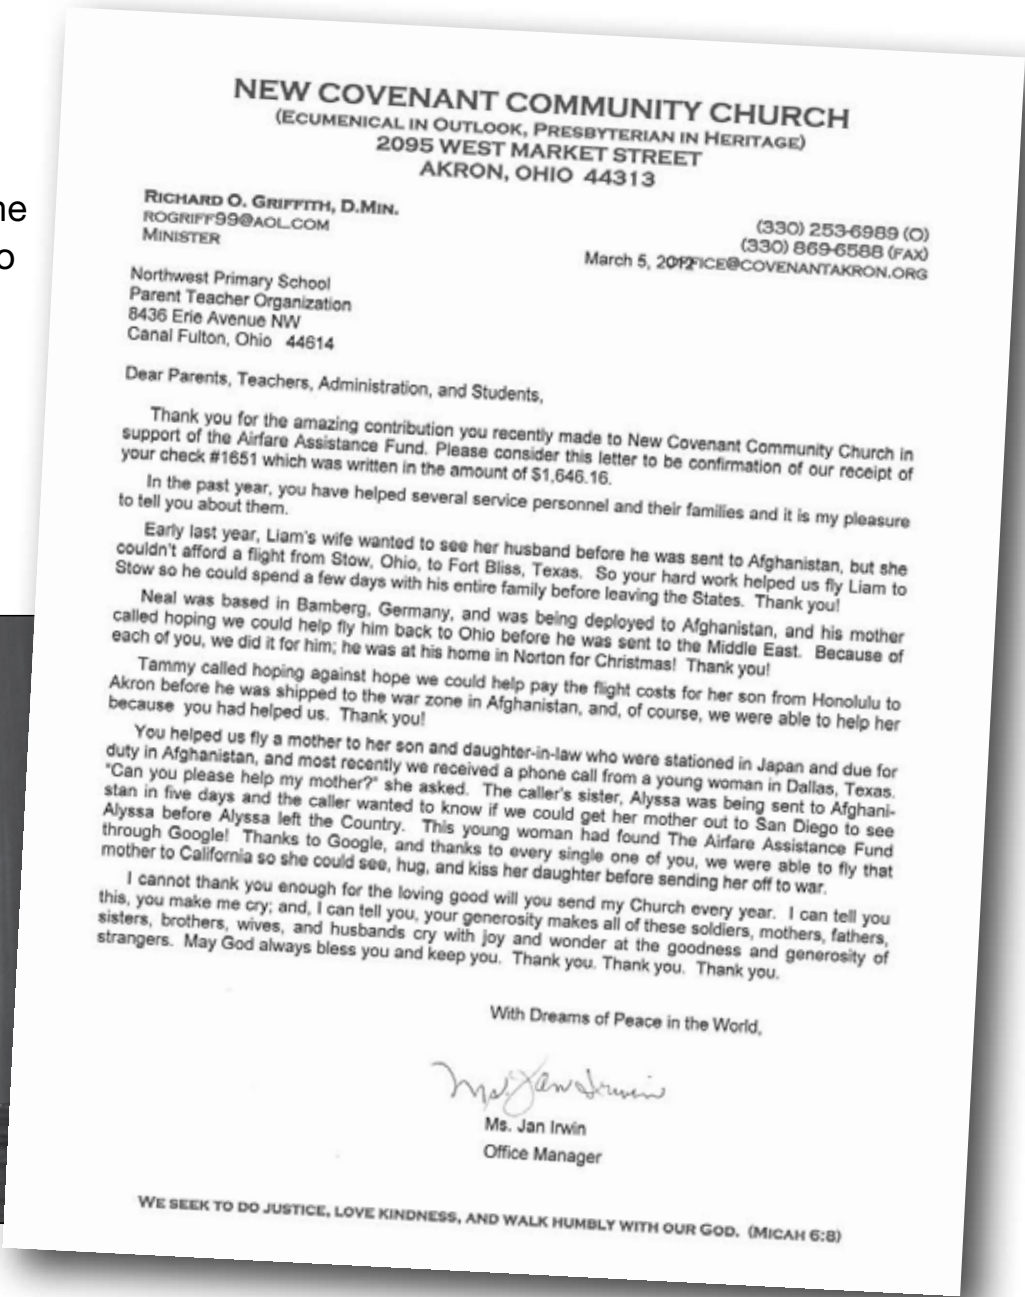 NEW COVENANT COMMUNITY CHURCH
(ECUMENICAL IN OUTLOOK, PRESBYTERIAN IN HERITAGE)
2095 WEST MARKET STREET
AKRON, OHIO 44313
RICHARD O. GRIFFITH, D.MIN.
ROGRIFF99@AOL.COM
MINISTER
(330) 253-6989 (O)
(330) 869-6588 (FAX)
March 5, 2012
OFFICE@COVENANTAKRON.ORG
Northwest Primary School
Parent Teacher Organization
8436 Erie Avenue NW
Canal Fulton, Ohio 44614
Dear Parents, Teachers, Administration, and Students,
Thank you for the amazing contribution you recently made to New Covenant Community Church in
support of the Airfare Assistance Fund. Please consider this letter to be confirmation of our receipt of
your check #1651 which was written in the amount of $1,646.16.
In the past year, you have helped several service personnel and their families and it is my pleasure
to tell you about them.
Early last year, Liam's wife wanted to see her husband before he was sent to Afghanistan, but she
couldn't afford a flight from Stow, Ohio, to Fort Bliss, Texas. So your hard work helped us fly Liam to
Stow so he could spend a few days with his entire family before leaving the States. Thank you!
Neal was based in Bamberg, Germany, and was being deployed to Afghanistan, and his mother
called hoping we could help fly him back to Ohio before he was sent to the Middle East. Because of
each of you, we did it for him; he was at his home in Norton for Christmas! Thank you!
Tammy called hoping against hope we could help pay the flight costs for her son from Honolulu to
Akron before he was shipped to the war zone in Afghanistan, and, of course, we were able to help her
because you had helped us. Thank you!
You helped us fly a mother to her son and daughter-in-law who were stationed in Japan and due for
duty in Afghanistan, and most recently we received a phone call from a young woman in Dallas, Texas.
"Can you please help my mother?" she asked. The caller's sister, Alyssa was being sent to Afghani-
stan in five days and the caller wanted to know if we could get her mother out to San Diego to see
Alyssa before Alyssa left the Country. This young woman had found The Airfare Assistance Fund
through Google! Thanks to Google, and thanks to every single one of you, we were able to fly that
mother to California so she could see, hug, and kiss her daughter before sending her off to war.
I cannot thank you enough for the loving good will you send my Church every year. I can tell you
this, you make me cry; and, I can tell you, your generosity makes all of these soldiers, mothers, fathers,
sisters, brothers, wives, and husbands cry with joy and wonder at the goodness and generosity of
strangers. May God always bless you and keep you. Thank you. Thank you. Thank you.
With Dreams of Peace in the World,
Ms. Jan Irwin
Ms. Jan Irwin
Office Manager
WE SEEK TO DO JUSTICE, LOVE KINDNESS, AND WALK HUMBLY WITH OUR GOD. (MICAH 6:8)